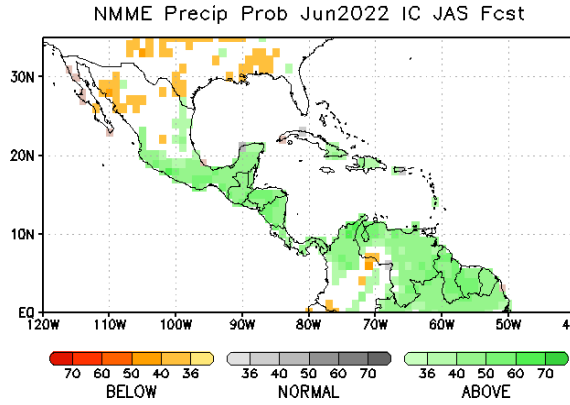 NMME Precip Prob Jun2022 IC JAS Fcst
30N
20N
10N
EQ
120W 110W 100W 90W 80W 70W 60W 50W 40
70 60 50 40 36 36 40 50 60 70 36 40 50 60 70
BELOW NORMAL ABOVE